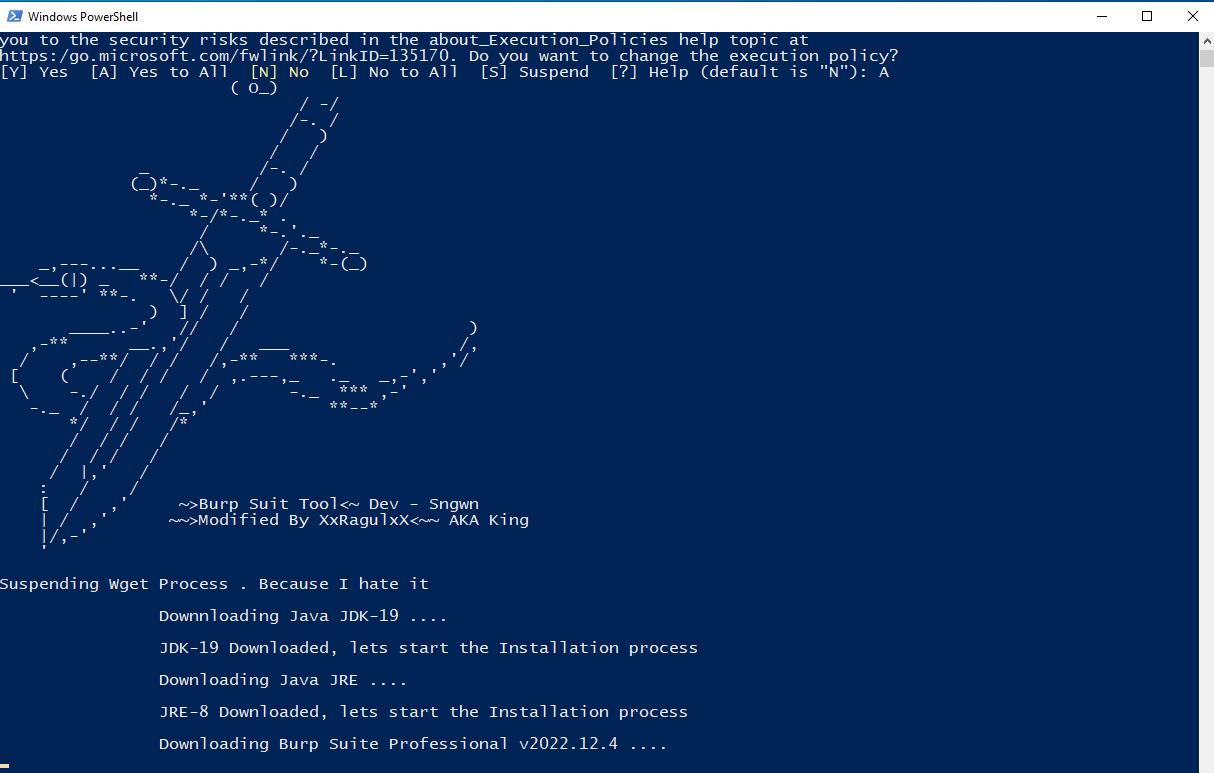 Windows PowerShell
you to the security risks described in the about_Execution_Policies help topic at
https:/go.microsoft.com/fwlink/?LinkID=135170. Do you want to change the execution policy?
[Y] Yes  [A] Yes to All  [N] No  [L] No to All  [S] Suspend  [?] Help (default is "N"): A
~>Burp Suit Tool<~ Dev - Sngwn
~~>Modified By XxRagulxX<~~ AKA King
Suspending Wget Process . Because I hate it
Downnloading Java JDK-19 ....
JDK-19 Downloaded, lets start the Installation process
Downloading Java JRE ....
JRE-8 Downloaded, lets start the Installation process
Downloading Burp Suite Professional v2022.12.4 ....